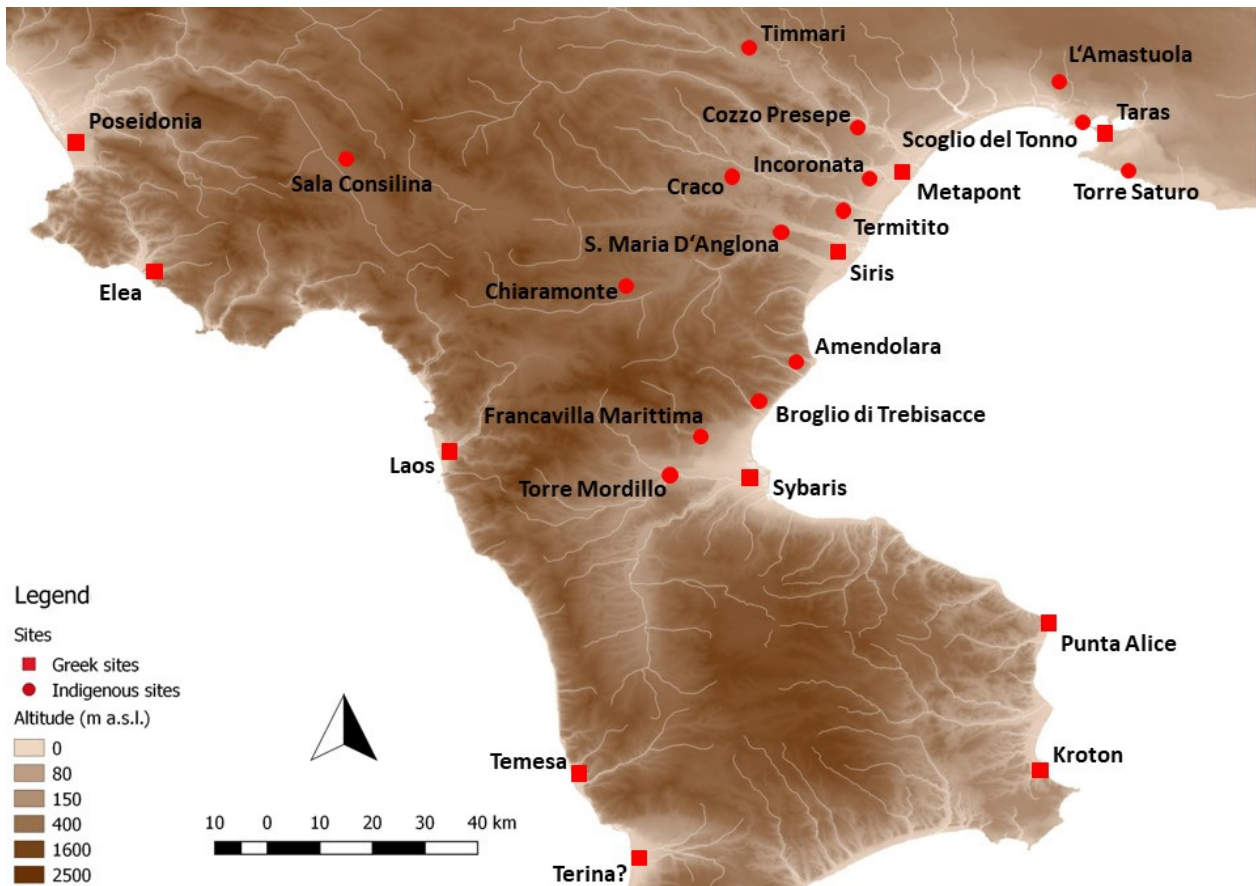 Timmari
L‘Amastuola
Poseidonia
Cozzo Presepe
Taras
Scoglio del Tonno
Sala Consilina
Incoronata
Craco
Metapont
Torre Saturo
Termitito
S. Maria D‘Anglona
Siris
Elea
Chiaramonte
Amendolara
Francavilla Marittima
Broglio di Trebisacce
Laos
Torre Mordillo
Sybaris
Punta Alice
Temesa
Kroton
Terina?
Legend
Sites
Greek sites
Indigenous sites
Altitude (m a.s.l.)
0
80
150
400
1600
2500
10 0 10 20 30 40 km